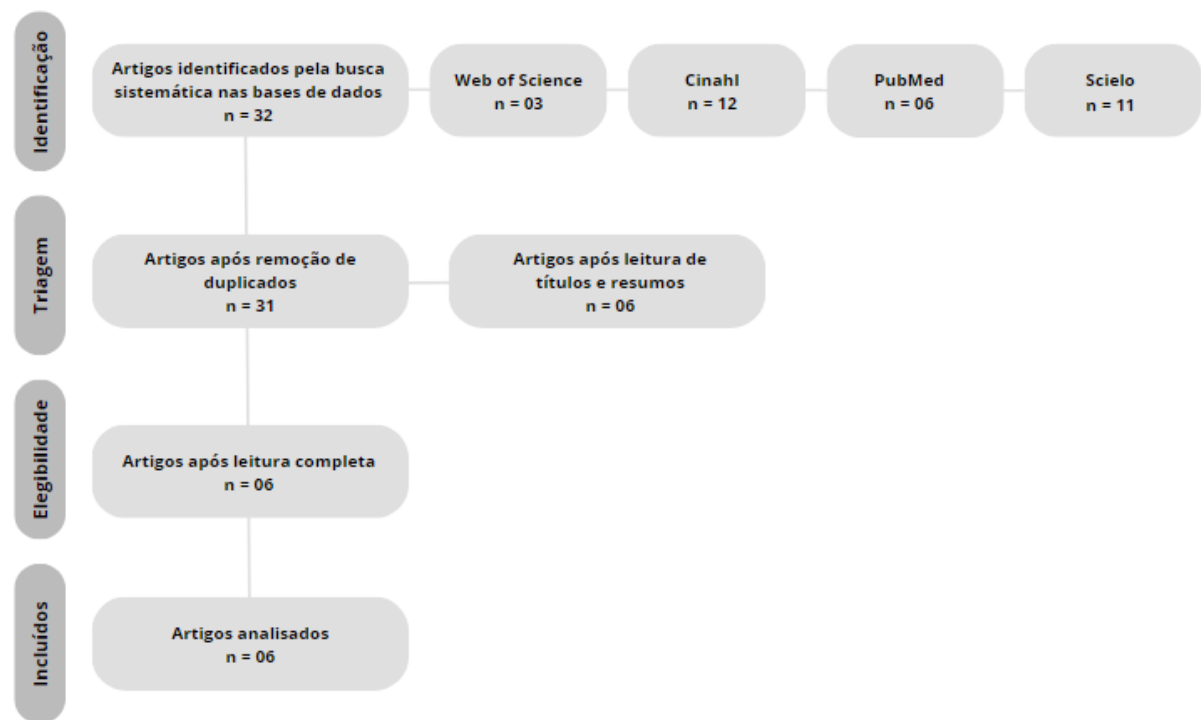 Identificação
Artigos identificados pela busca
sistemática nas bases de dados
n = 32
Web of Science
n = 03
Cinahl
n = 12
PubMed
n = 06
Scielo
n = 11
Triagem
Artigos após remoção de
duplicados
n = 31
Artigos após leitura de
títulos e resumos
n = 06
Elegibilidade
Artigos após leitura completa
n = 06
Incluídos
Artigos analisados
n = 06